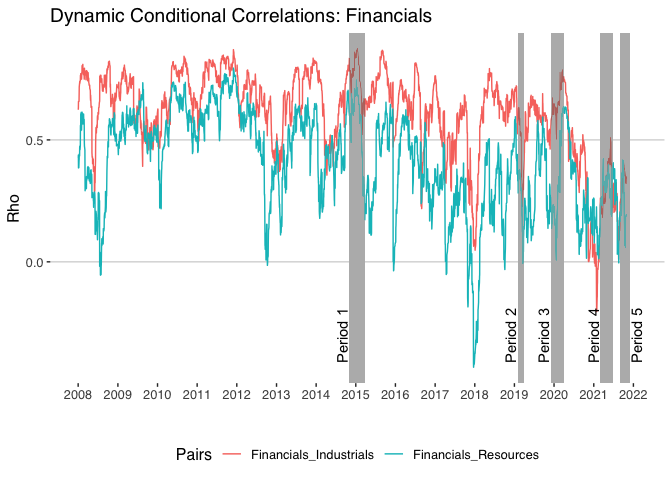 Dynamic Conditional Correlations: Financials
Rho
0.5
0.0
Period 1
Period 2
Period 3
Period 4
Period 5
2008 2009 2010 2011 2012 2013 2014 2015 2016 2017 2018 2019 2020 2021 2022
Pairs Financials_Industrials Financials_Resources